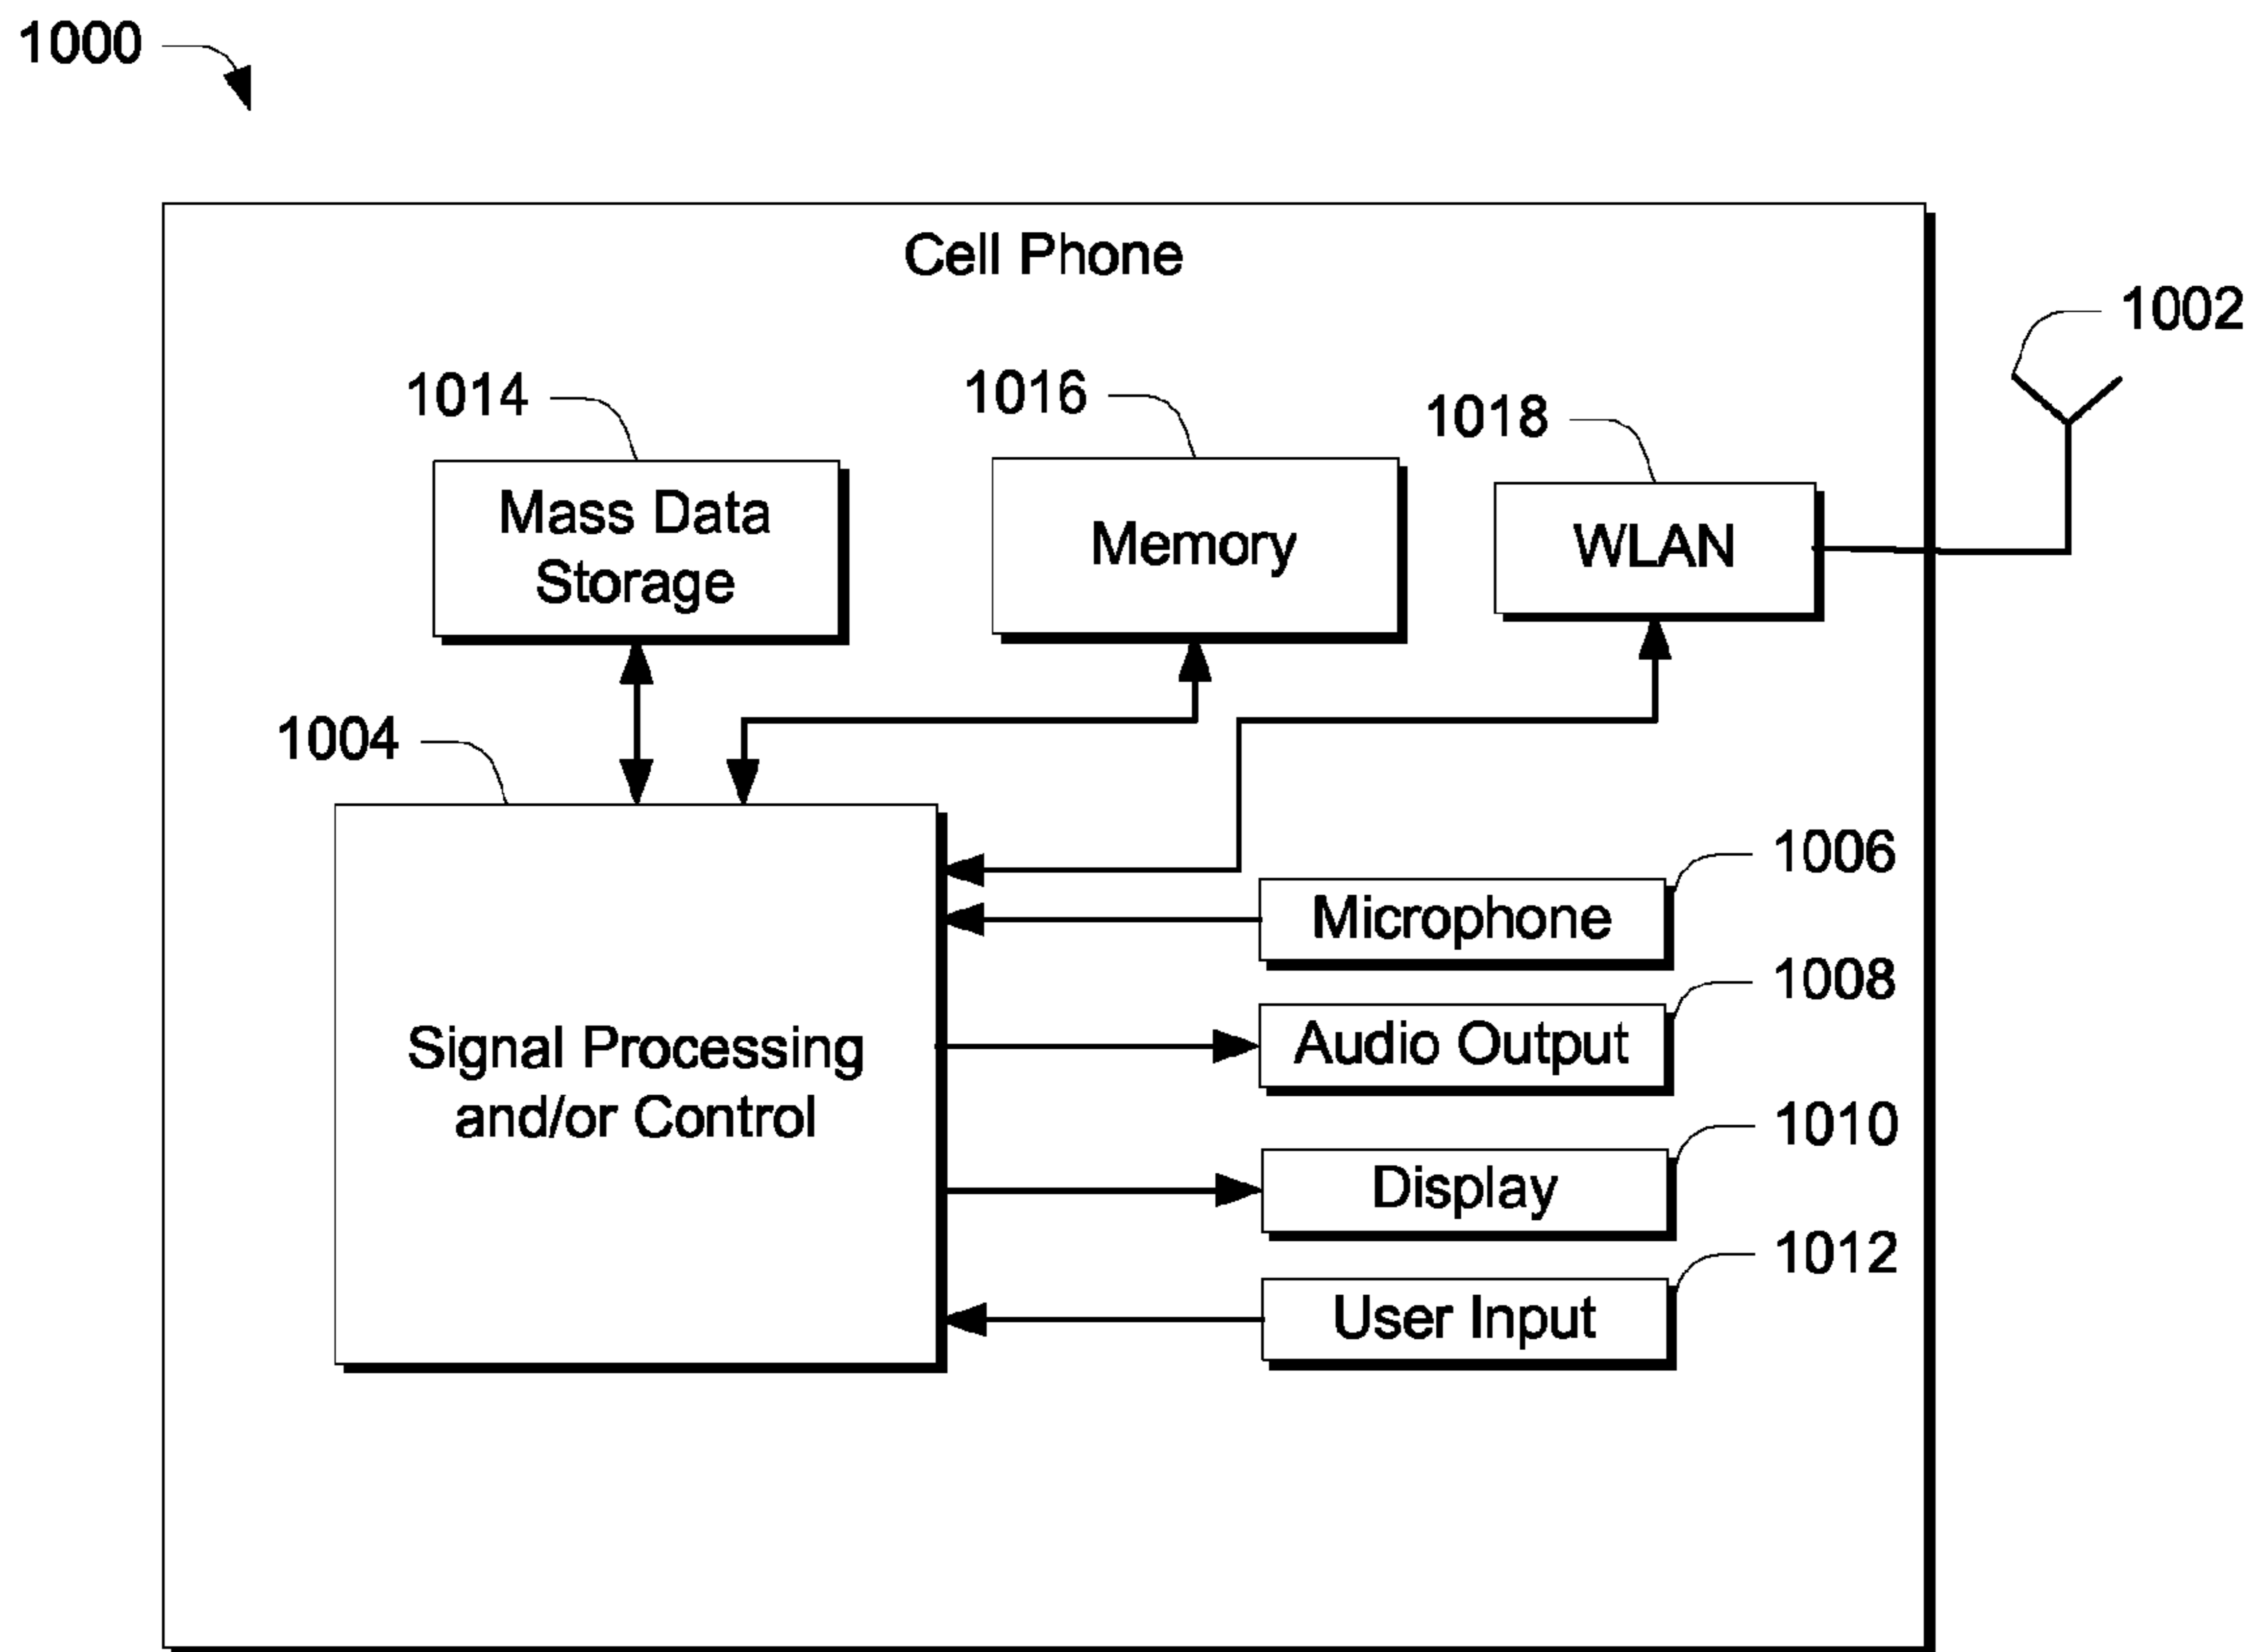 1000
Cell Phone
1002
1014
1016
1018
Mass Data
Storage
Memory
WLAN
1004
1006
Microphone
1008
Signal Processing
and/or Control
Audio Output
1010
Display
1012
User Input